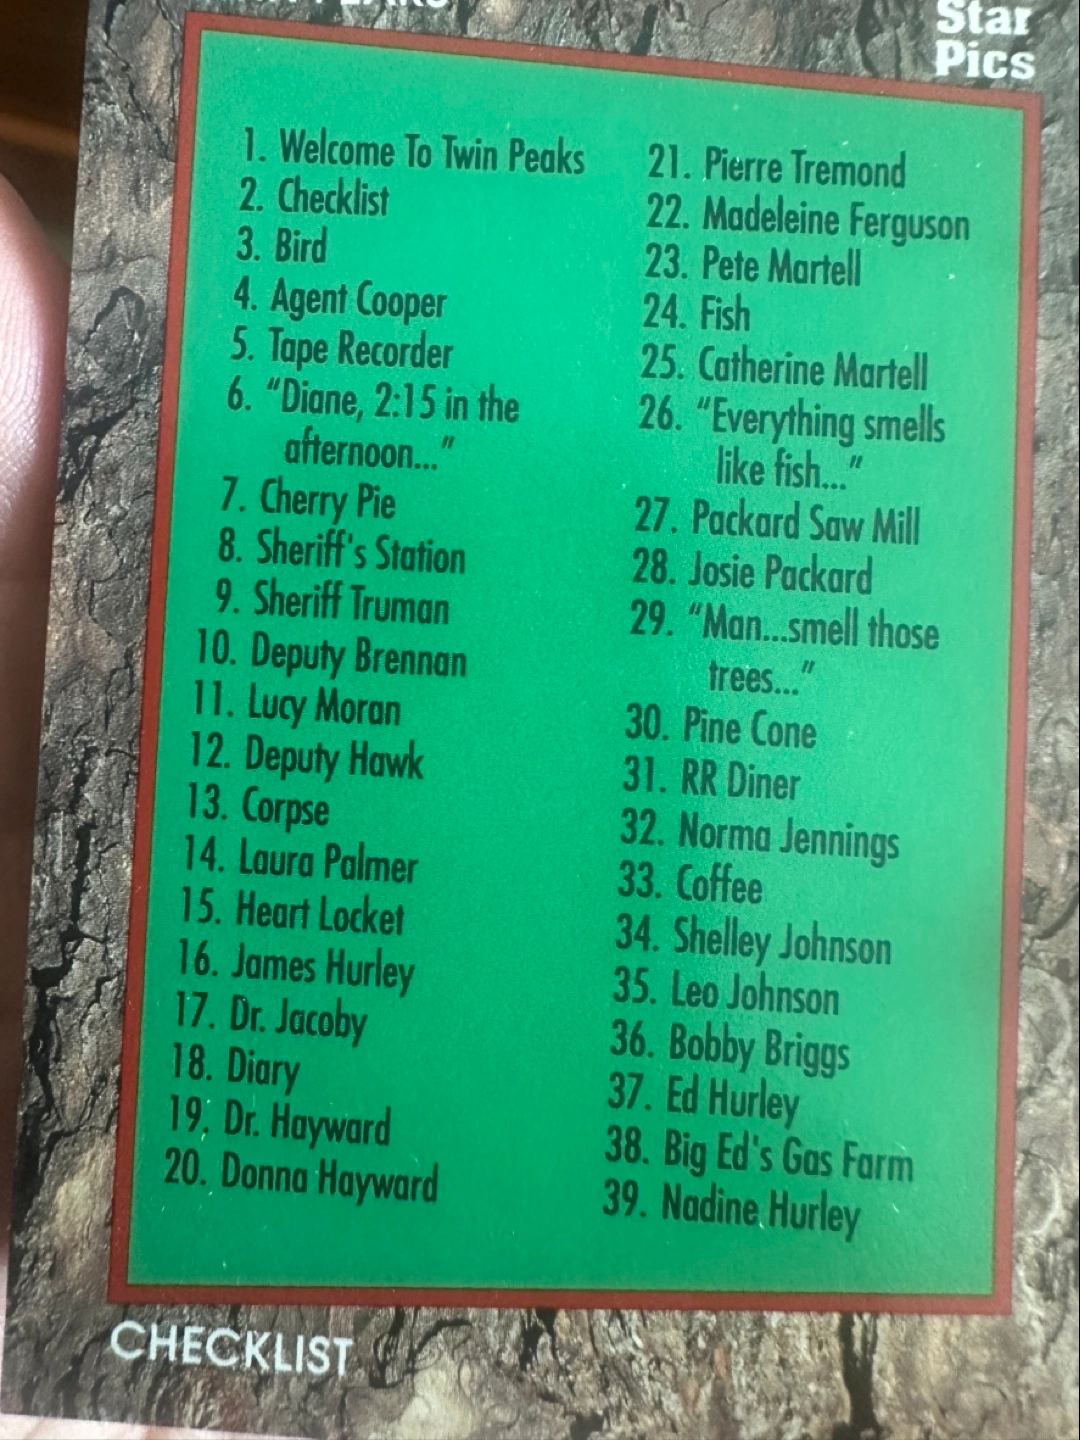 PEAKS
Star
Pics
1. Welcome To Twin Peaks
2. Checklist
3. Bird
4. Agent Cooper
5. Tape Recorder
6. “Diane, 2:15 in the
afternoon...”
7. Cherry Pie
8. Sheriff's Station
9. Sheriff Truman
10. Deputy Brennan
11. Lucy Moran
12. Deputy Hawk
13. Corpse
14. Laura Palmer
15. Heart Locket
16. James Hurley
17. Dr. Jacoby
18. Diary
19. Dr. Hayward
20. Donna Hayward
21. Pierre Tremond
22. Madeleine Ferguson
23. Pete Martell
24. Fish
25. Catherine Martell
26. “Everything smells
like fish...”
27. Packard Saw Mill
28. Josie Packard
29. “Man...smell those
trees...”
30. Pine Cone
31. RR Diner
32. Norma Jennings
33. Coffee
34. Shelley Johnson
35. Leo Johnson
36. Bobby Briggs
37. Ed Hurley
38. Big Ed's Gas Farm
39. Nadine Hurley
CHECKLIST